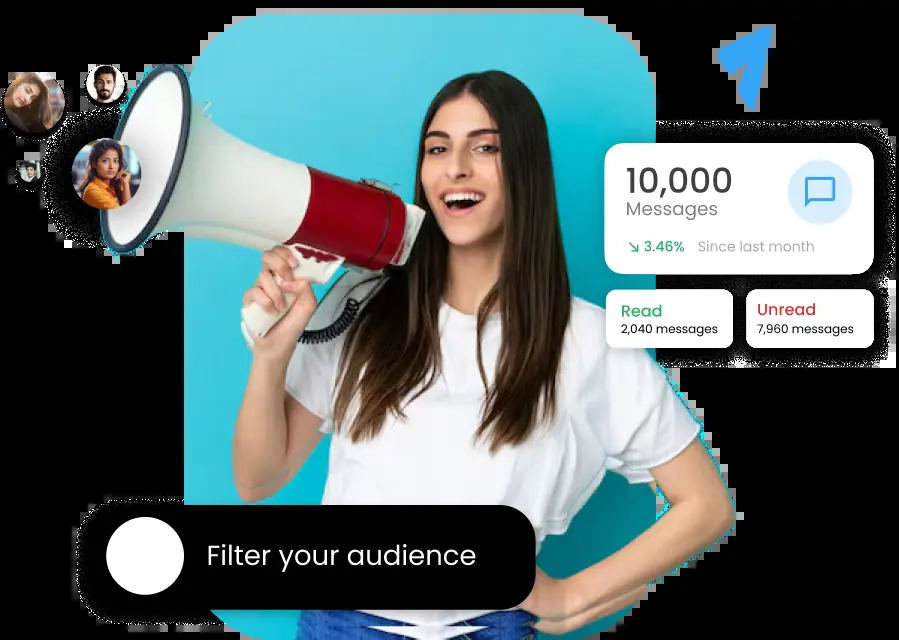 10,000
Messages
↘ 3.46% Since last month
Read
2,040 messages
Unread
7,960 messages
Filter your audience